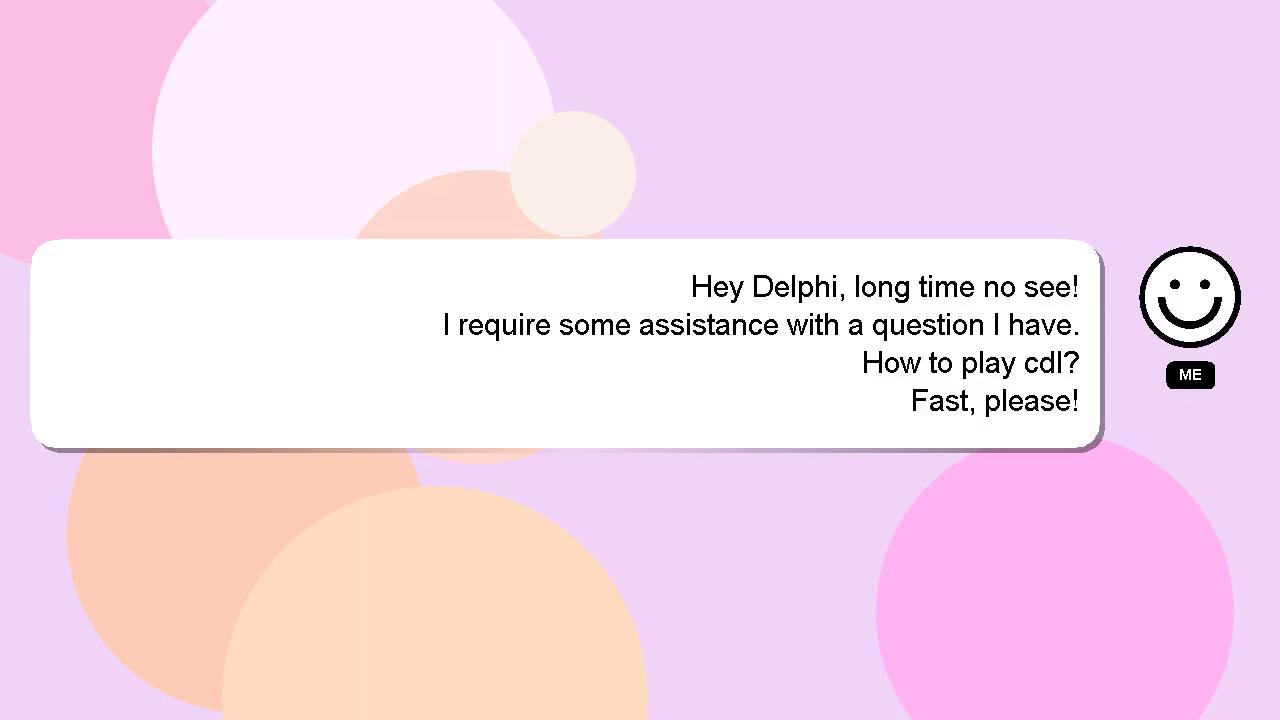 Hey Delphi, long time no see!
I require some assistance with a question I have.
How to play cdl?
Fast, please!
ME